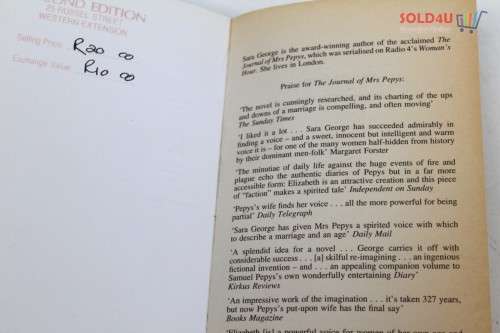 SECOND EDITION
25 RUSSEL STREET
WESTERN EXTENSION
Selling Price R20 00
Exchange Value R10 00
SOLD4U
Sara George is the award-winning author of the acclaimed The
Journal of Mrs Pepys, which was serialised on Radio 4's Woman's
Hour. She lives in London.
Praise for The Journal of Mrs Pepys:
'The novel is cunningly researched, and its charting of the ups
and downs of a marriage is compelling, and often moving'
The Sunday Times
'I liked it a lot . . . Sara George has succeeded admirably in
finding a voice – and a sweet, innocent but intelligent and warm
voice it is – for one of the many women half-hidden from history
by their dominant men-folk' Margaret Forster
'The minutiae of daily life against the huge events of fire and
plague echo the authentic diaries of Pepys but in a far more
accessible form: Elizabeth is an attractive creation and this piece
of "faction" makes a spirited tale' Independent on Sunday
'Pepys's wife finds her voice . . . all the more powerful for being
partial' Daily Telegraph
'Sara George has given Mrs Pepys a spirited voice with which
to describe a marriage and an age' Daily Mail
'A splendid idea for a novel . . . George carries it off with
considerable success . . . [a] skilful re-imagining . . . an ingenious
fictional invention – and . . . an appealing companion volume to
Samuel Pepys's own wonderfully entertaining Diary'
Kirkus Reviews
'An impressive work of the imagination . . . it's taken 327 years,
but now Pepys's put-upon wife has the final say'
Books Magazine